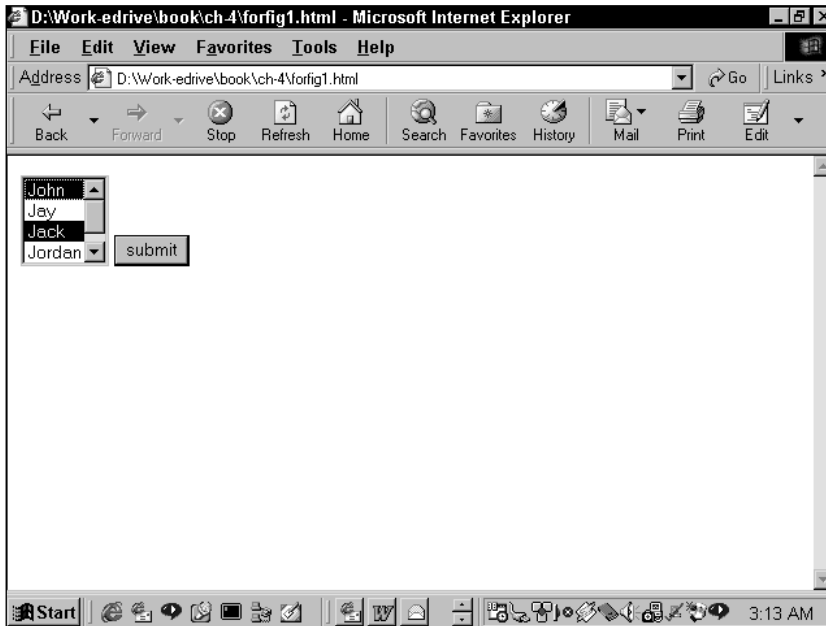 D:\Work-edrive\book\ch-4\forfig1.html - Microsoft Internet Explorer
File Edit View Favorites Tools Help
Address D:\Work-edrive\book\ch-4\forfig1.html Go Links
Back Forward Stop Refresh Home Search Favorites History Mail Print Edit
John
Jay
Jack
Jordan submit
Start W 3:13 AM